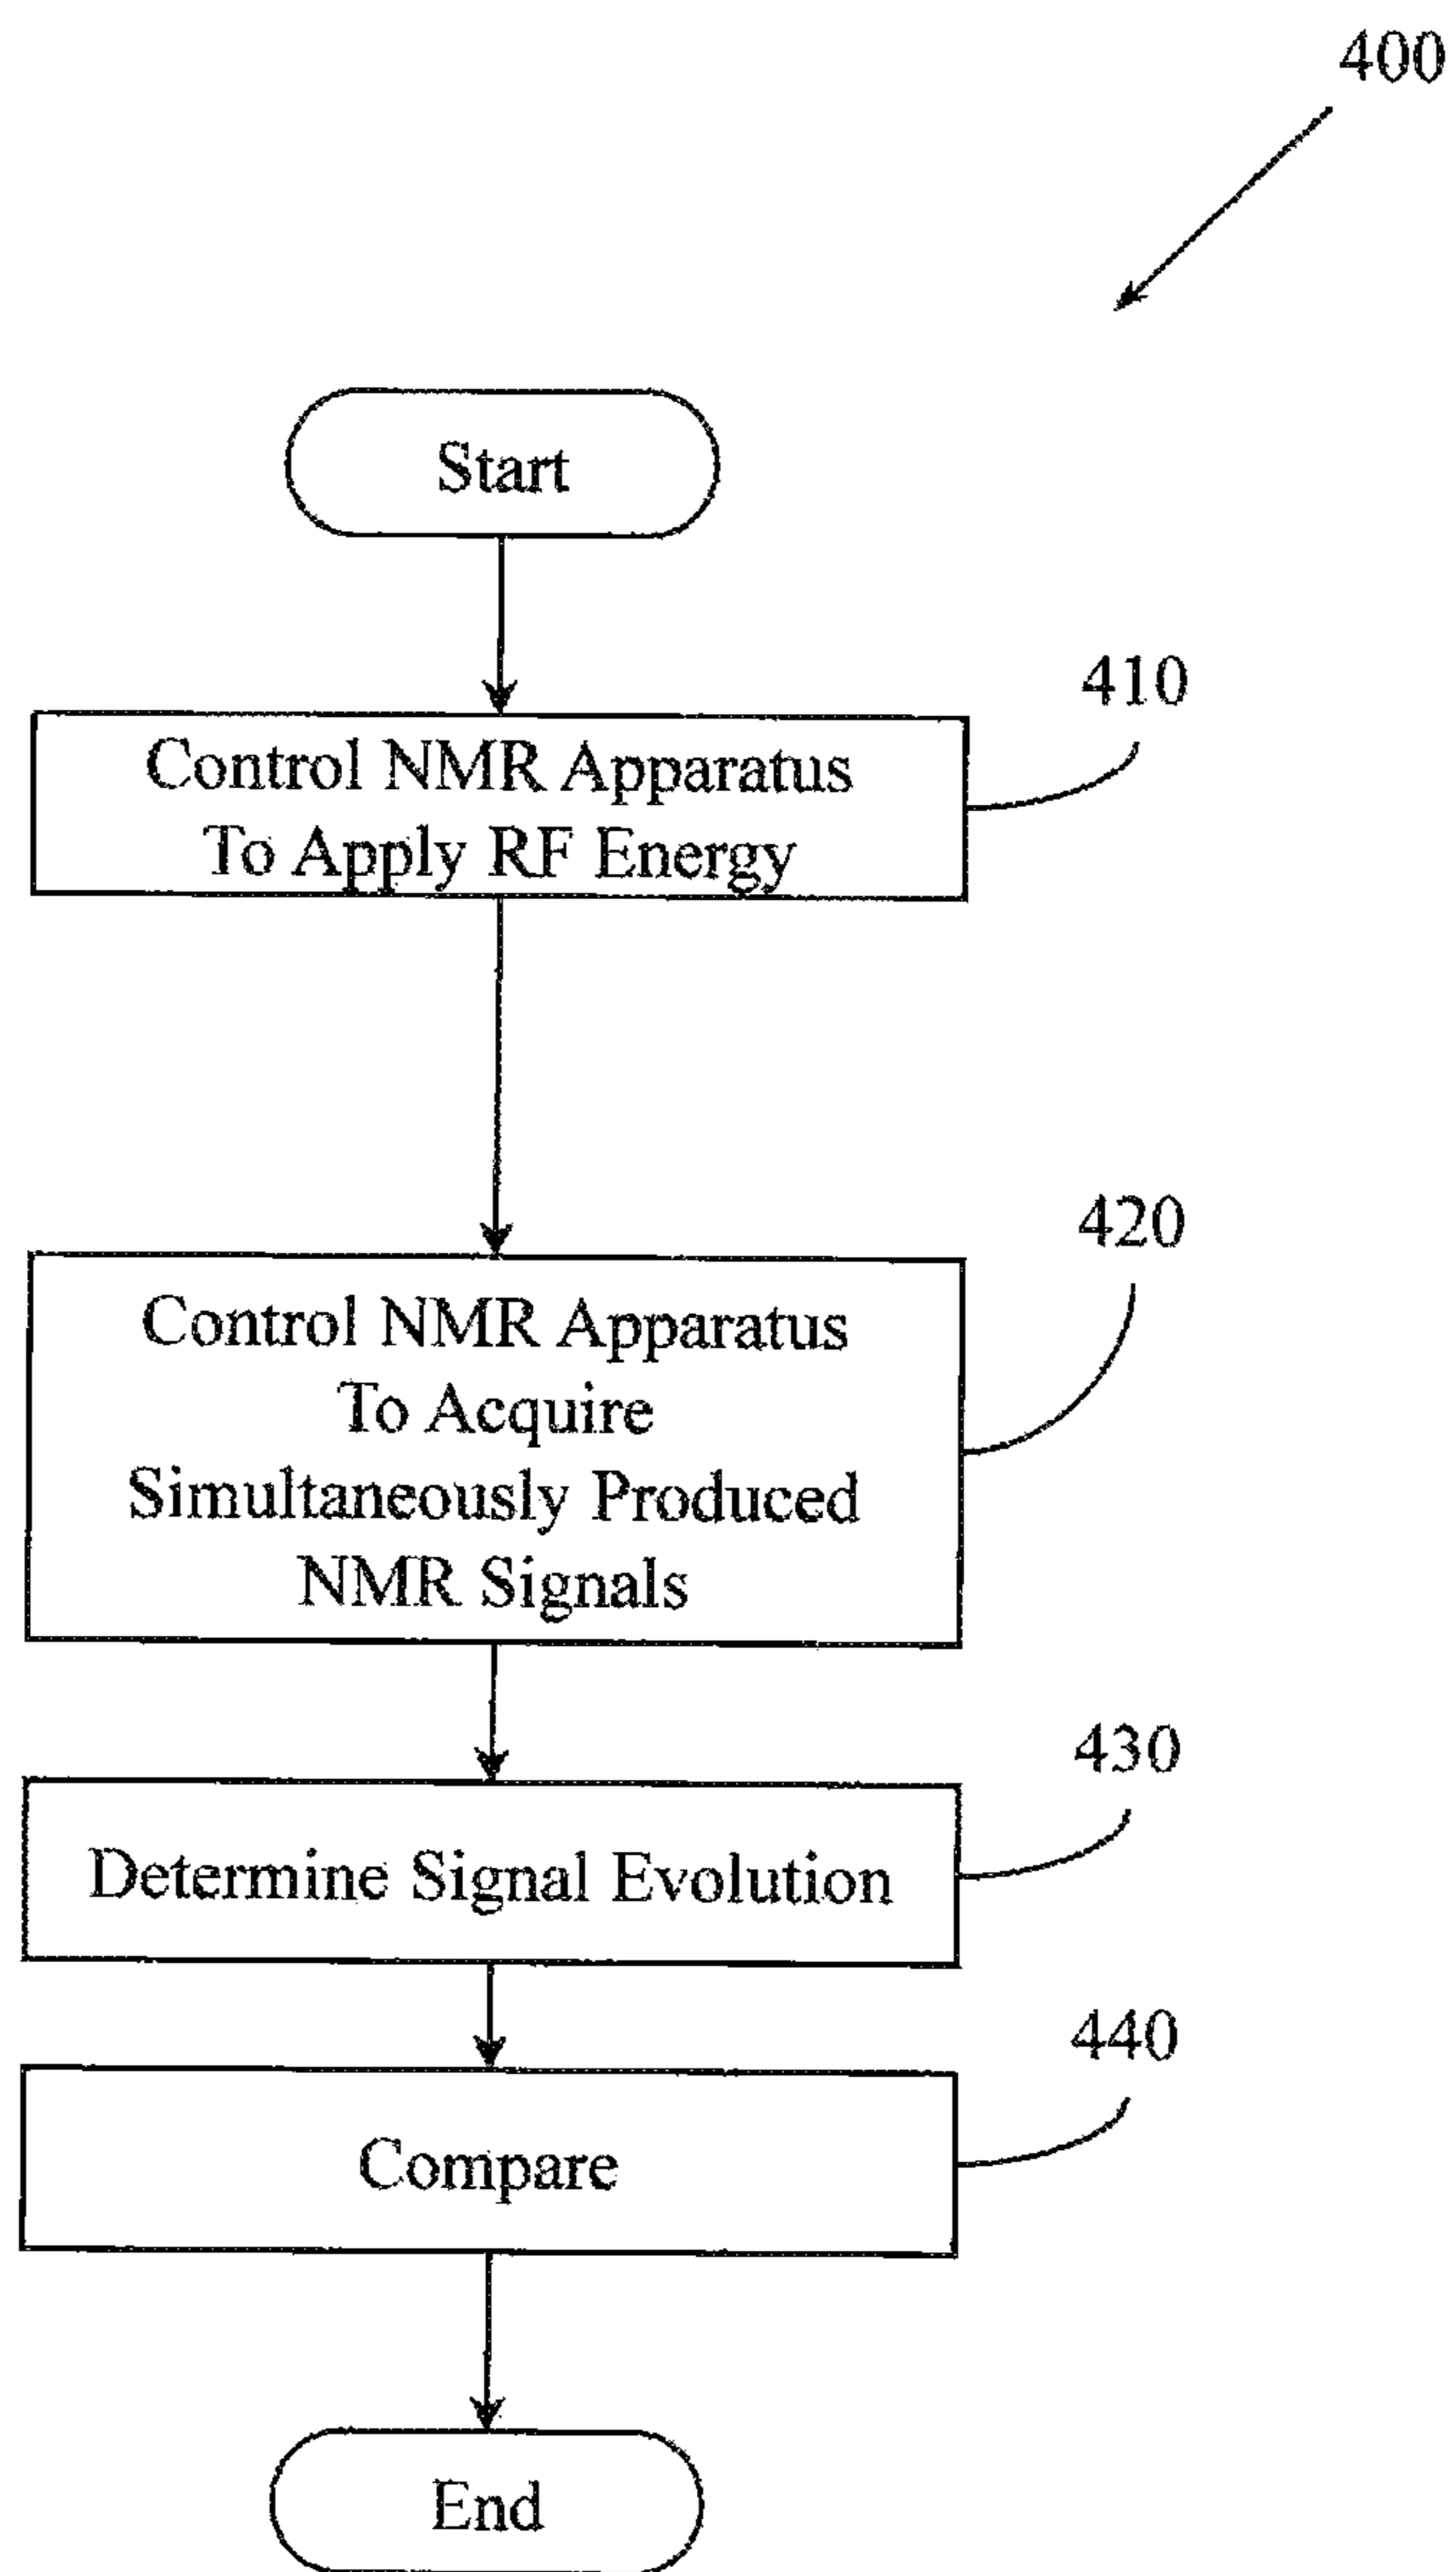 400
Start
410
Control NMR Apparatus
To Apply RF Energy
420
Control NMR Apparatus
To Acquire
Simultaneously Produced
NMR Signals
430
Determine Signal Evolution
440
Compare
End